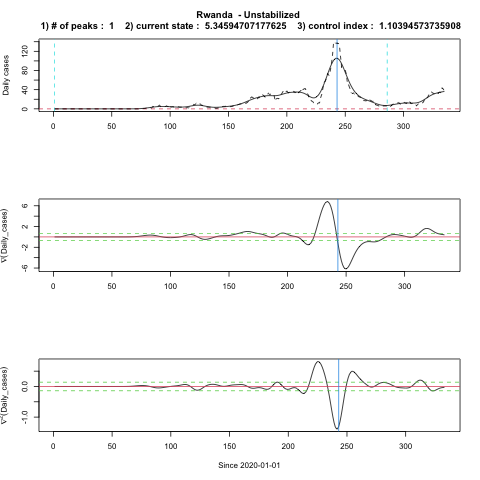 Rwanda - Unstabilized
1) # of peaks : 1 2) current state : 5.34594707177625 3) control index : 1.10394573735908
Daily cases
0 40 80 120
0 50 100 150 200 250 300
∇(Daily_cases)
-6 -2 2 6
0 50 100 150 200 250 300
∇²(Daily_cases)
-1.0 0.0
0 50 100 150 200 250 300
Since 2020-01-01